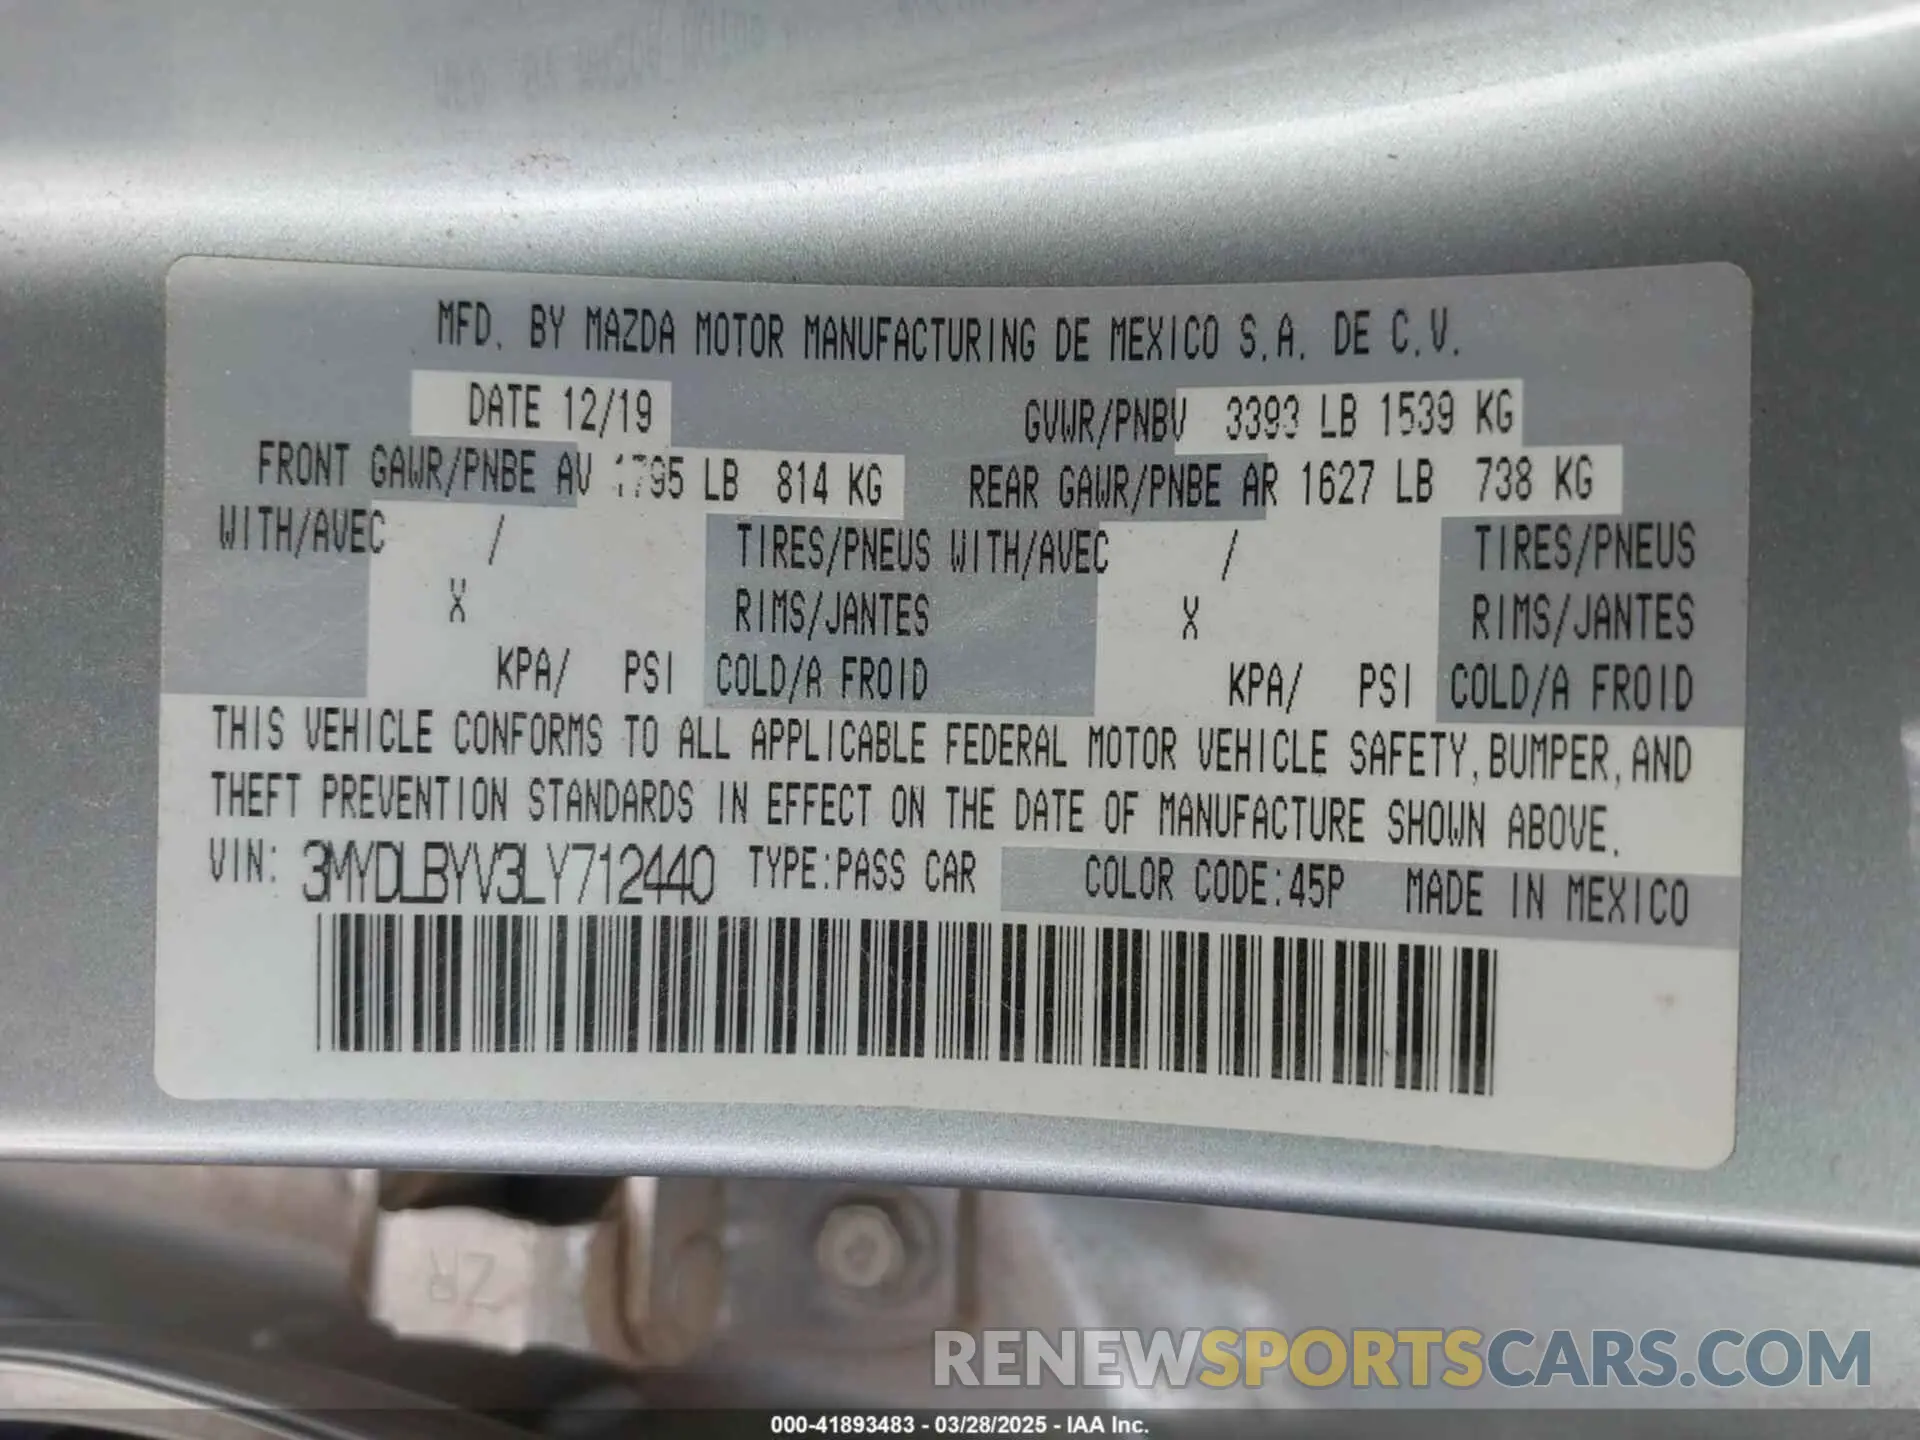 MFD. BY MAZDA MOTOR MANUFACTURING DE MEXICO S.A. DE C.V.
DATE 12/19 GVWR/PNBV 3393 LB 1539 KG
FRONT GAWR/PNBE AV 1795 LB 814 KG REAR GAWR/PNBE AR 1627 LB 738 KG
WITH/AVEC / TIRES/PNEUS WITH/AVEC / TIRES/PNEUS
X RIMS/JANTES X RIMS/JANTES
KPA/ PSI COLD/A FROID KPA/ PSI COLD/A FROID
THIS VEHICLE CONFORMS TO ALL APPLICABLE FEDERAL MOTOR VEHICLE SAFETY, BUMPER, AND
THEFT PREVENTION STANDARDS IN EFFECT ON THE DATE OF MANUFACTURE SHOWN ABOVE.
VIN: 3MYDLBYV3LY712440 TYPE:PASS CAR COLOR CODE:45P MADE IN MEXICO
RENEWSPORTSCARS.COM
000-41893483 - 03/28/2025 - IAA Inc.